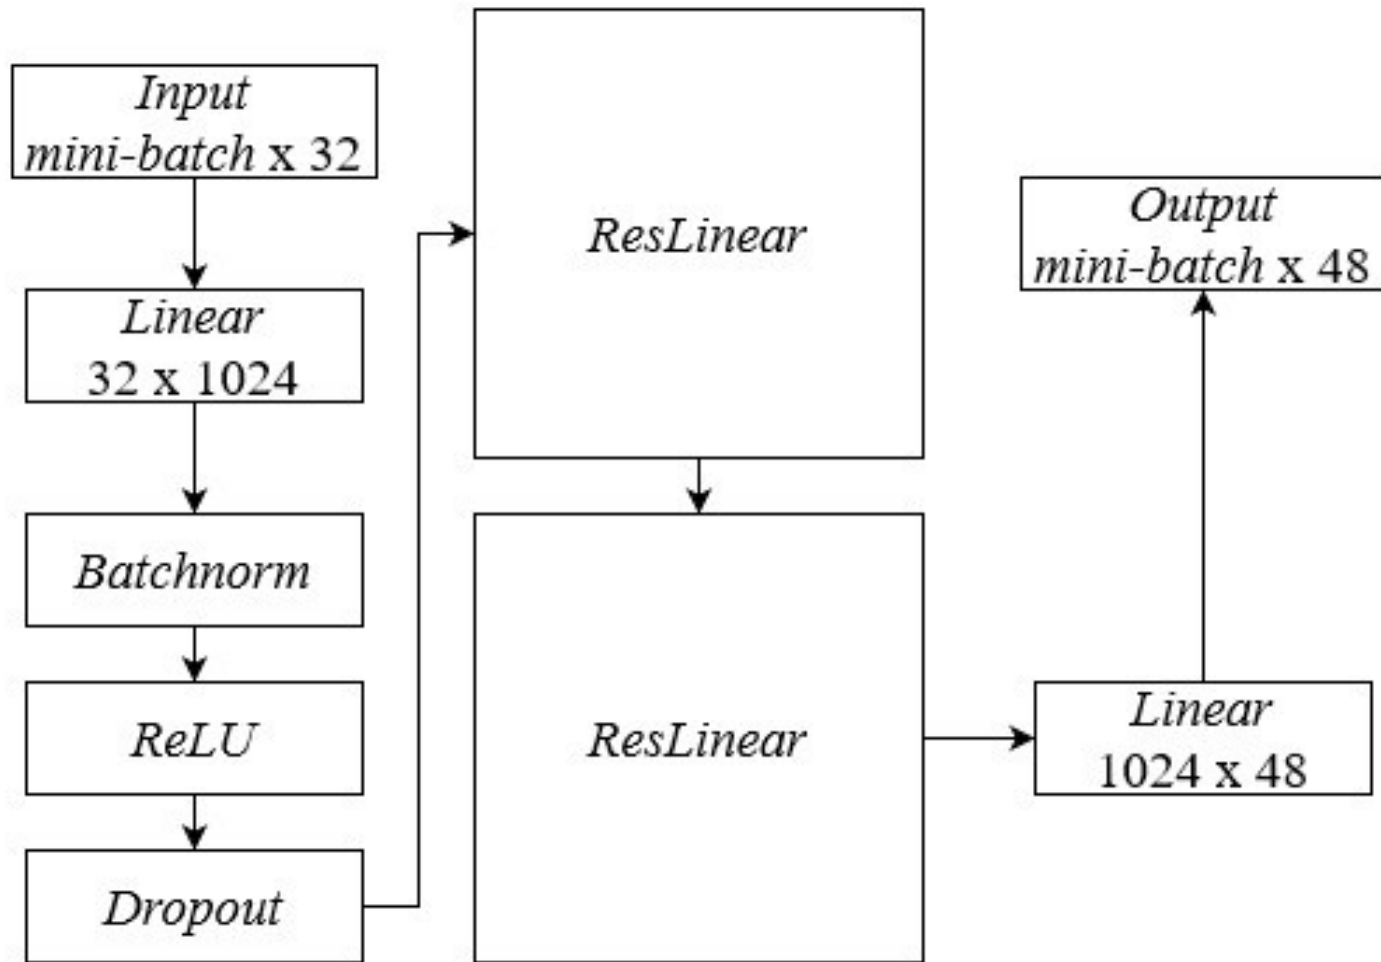 Input
mini-batch x 32
Linear
32 x 1024
Batchnorm
ReLU
Dropout
ResLinear
ResLinear
Linear
1024 x 48
Output
mini-batch x 48